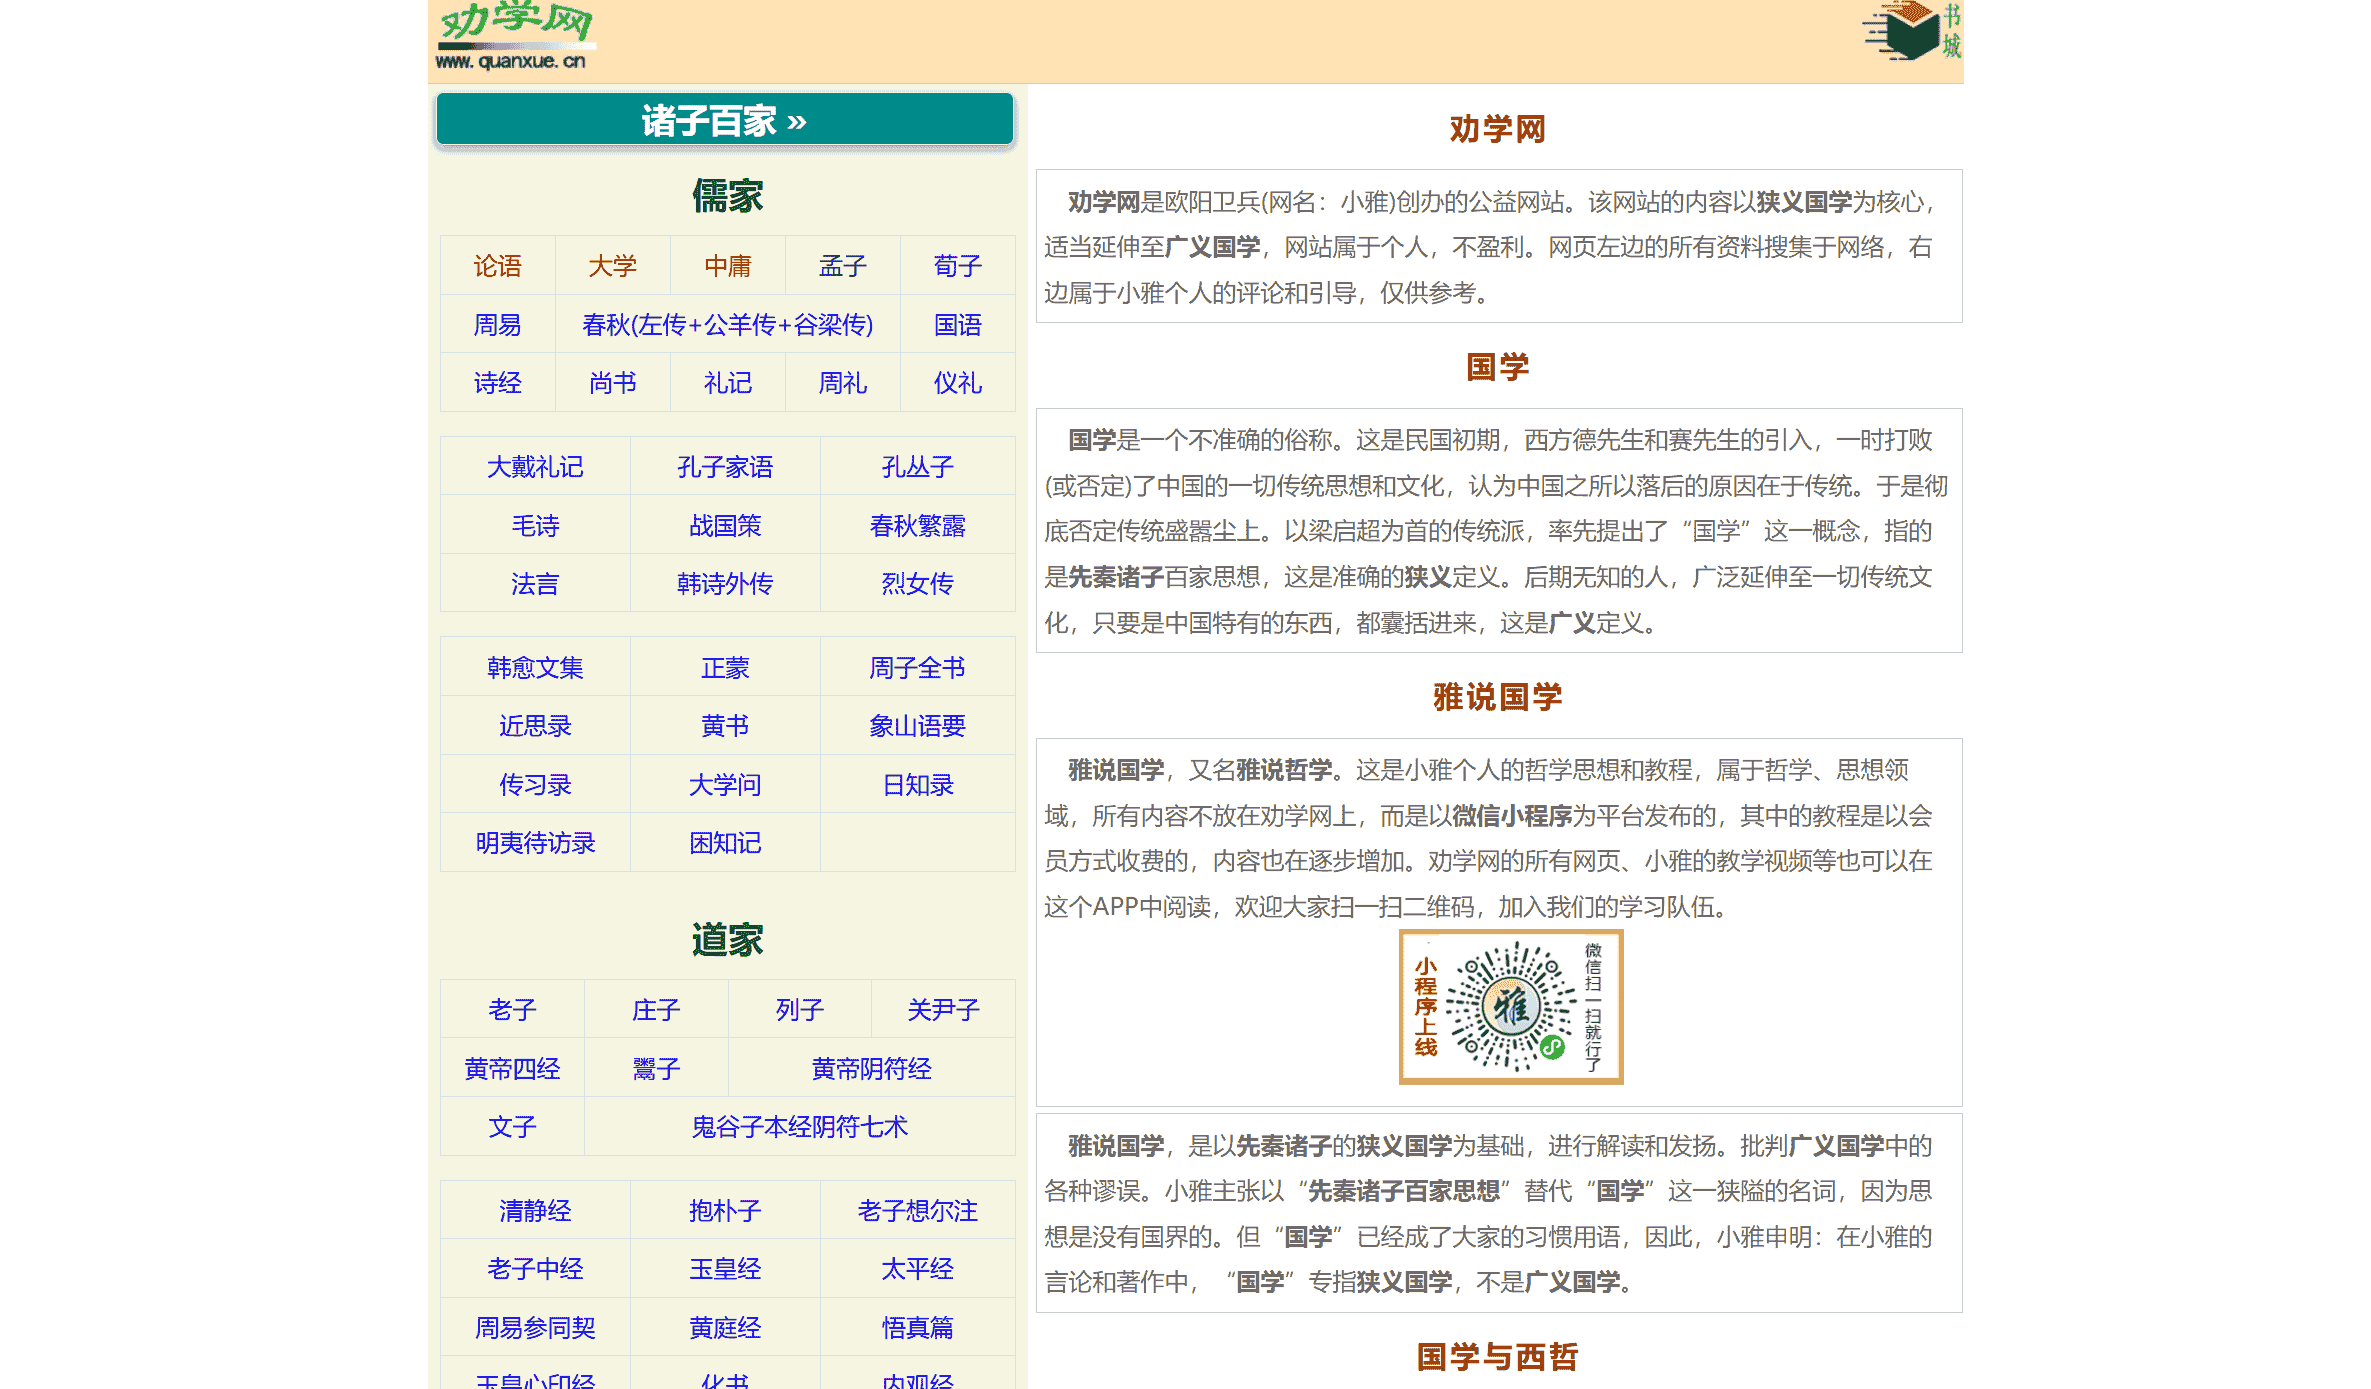 劝学网
www.quanxue.cn
书城
诸子百家 »
儒家
论语 大学 中庸 孟子 荀子
周易 春秋(左传+公羊传+谷梁传) 国语
诗经 尚书 礼记 周礼 仪礼
大戴礼记 孔子家语 孔丛子
毛诗 战国策 春秋繁露
法言 韩诗外传 烈女传
韩愈文集 正蒙 周子全书
近思录 黄书 象山语要
传习录 大学问 日知录
明夷待访录 困知记
道家
老子 庄子 列子 关尹子
黄帝四经 鬻子 黄帝阴符经
文子 鬼谷子本经阴符七术
清静经 抱朴子 老子想尔注
老子中经 玉皇经 太平经
周易参同契 黄庭经 悟真篇
玉皇心印经 化书 内观经
劝学网
劝学网是欧阳卫兵(网名：小雅)创办的公益网站。该网站的内容以狭义国学为核心，
适当延伸至广义国学，网站属于个人，不盈利。网页左边的所有资料搜集于网络，右
边属于小雅个人的评论和引导，仅供参考。
国学
国学是一个不准确的俗称。这是民国初期，西方德先生和赛先生的引入，一时打败
(或否定)了中国的一切传统思想和文化，认为中国之所以落后的原因在于传统。于是彻
底否定传统盛嚣尘上。以梁启超为首的传统派，率先提出了“国学”这一概念，指的
是先秦诸子百家思想，这是准确的狭义定义。后期无知的人，广泛延伸至一切传统文
化，只要是中国特有的东西，都囊括进来，这是广义定义。
雅说国学
雅说国学，又名雅说哲学。这是小雅个人的哲学思想和教程，属于哲学、思想领
域，所有内容不放在劝学网上，而是以微信小程序为平台发布的，其中的教程是以会
员方式收费的，内容也在逐步增加。劝学网的所有网页、小雅的教学视频等也可以在
这个APP中阅读，欢迎大家扫一扫二维码，加入我们的学习队伍。
小程序上线
雅
微信扫一扫就行了
雅说国学，是以先秦诸子的狭义国学为基础，进行解读和发扬。批判广义国学中的
各种谬误。小雅主张以“先秦诸子百家思想”替代“国学”这一狭隘的名词，因为思
想是没有国界的。但“国学”已经成了大家的习惯用语，因此，小雅申明：在小雅的
言论和著作中，“国学”专指狭义国学，不是广义国学。
国学与西哲